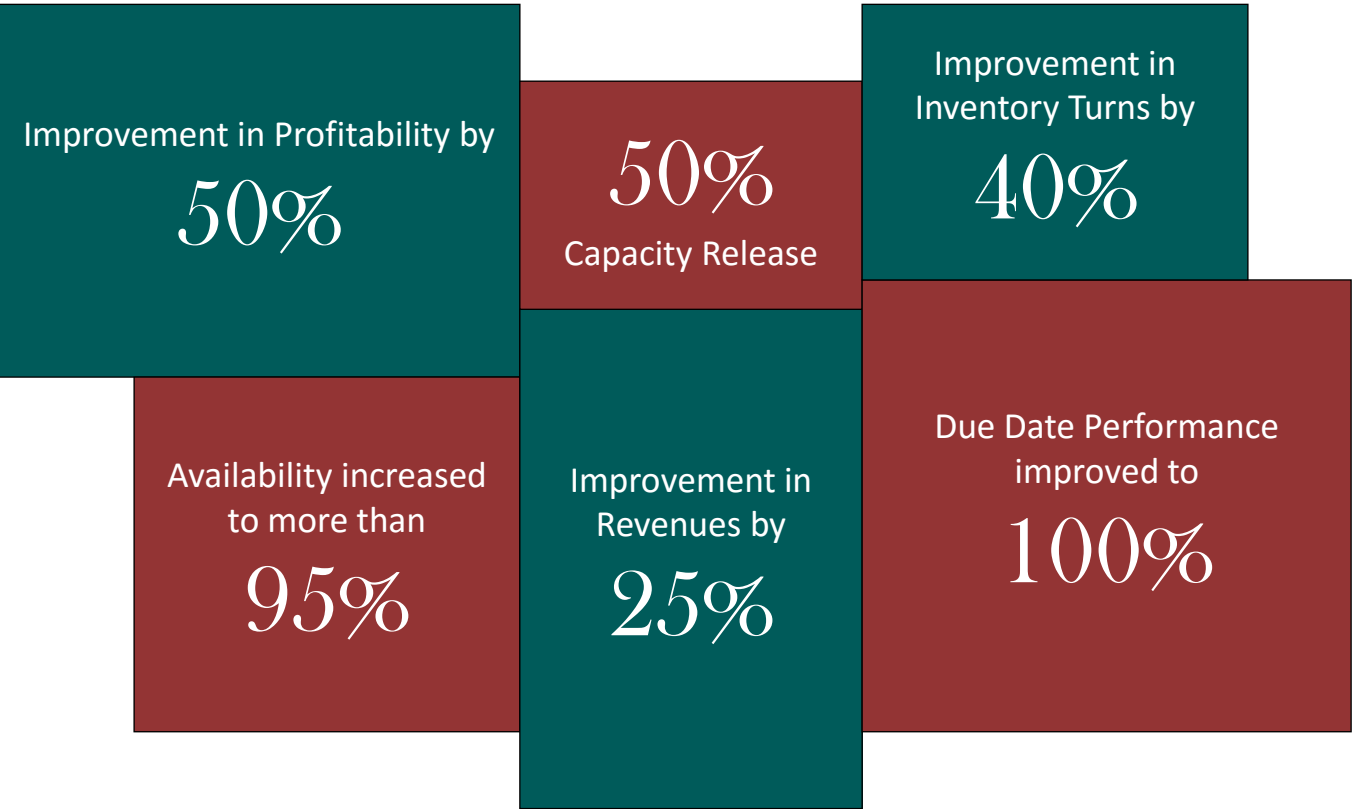 Improvement in Profitability by
50%
50%
Capacity Release
Improvement in
Inventory Turns by
40%
Availability increased
to more than
95%
Improvement in
Revenues by
25%
Due Date Performance
improved to
100%